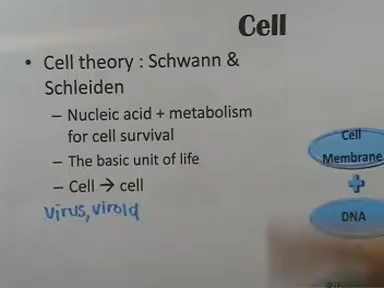 Cell
• Cell theory : Schwann &
Schleiden
– Nucleic acid + metabolism
for cell survival
– The basic unit of life
– Cell → cell
virus, viroid
Cell
Membrane
+
DNA